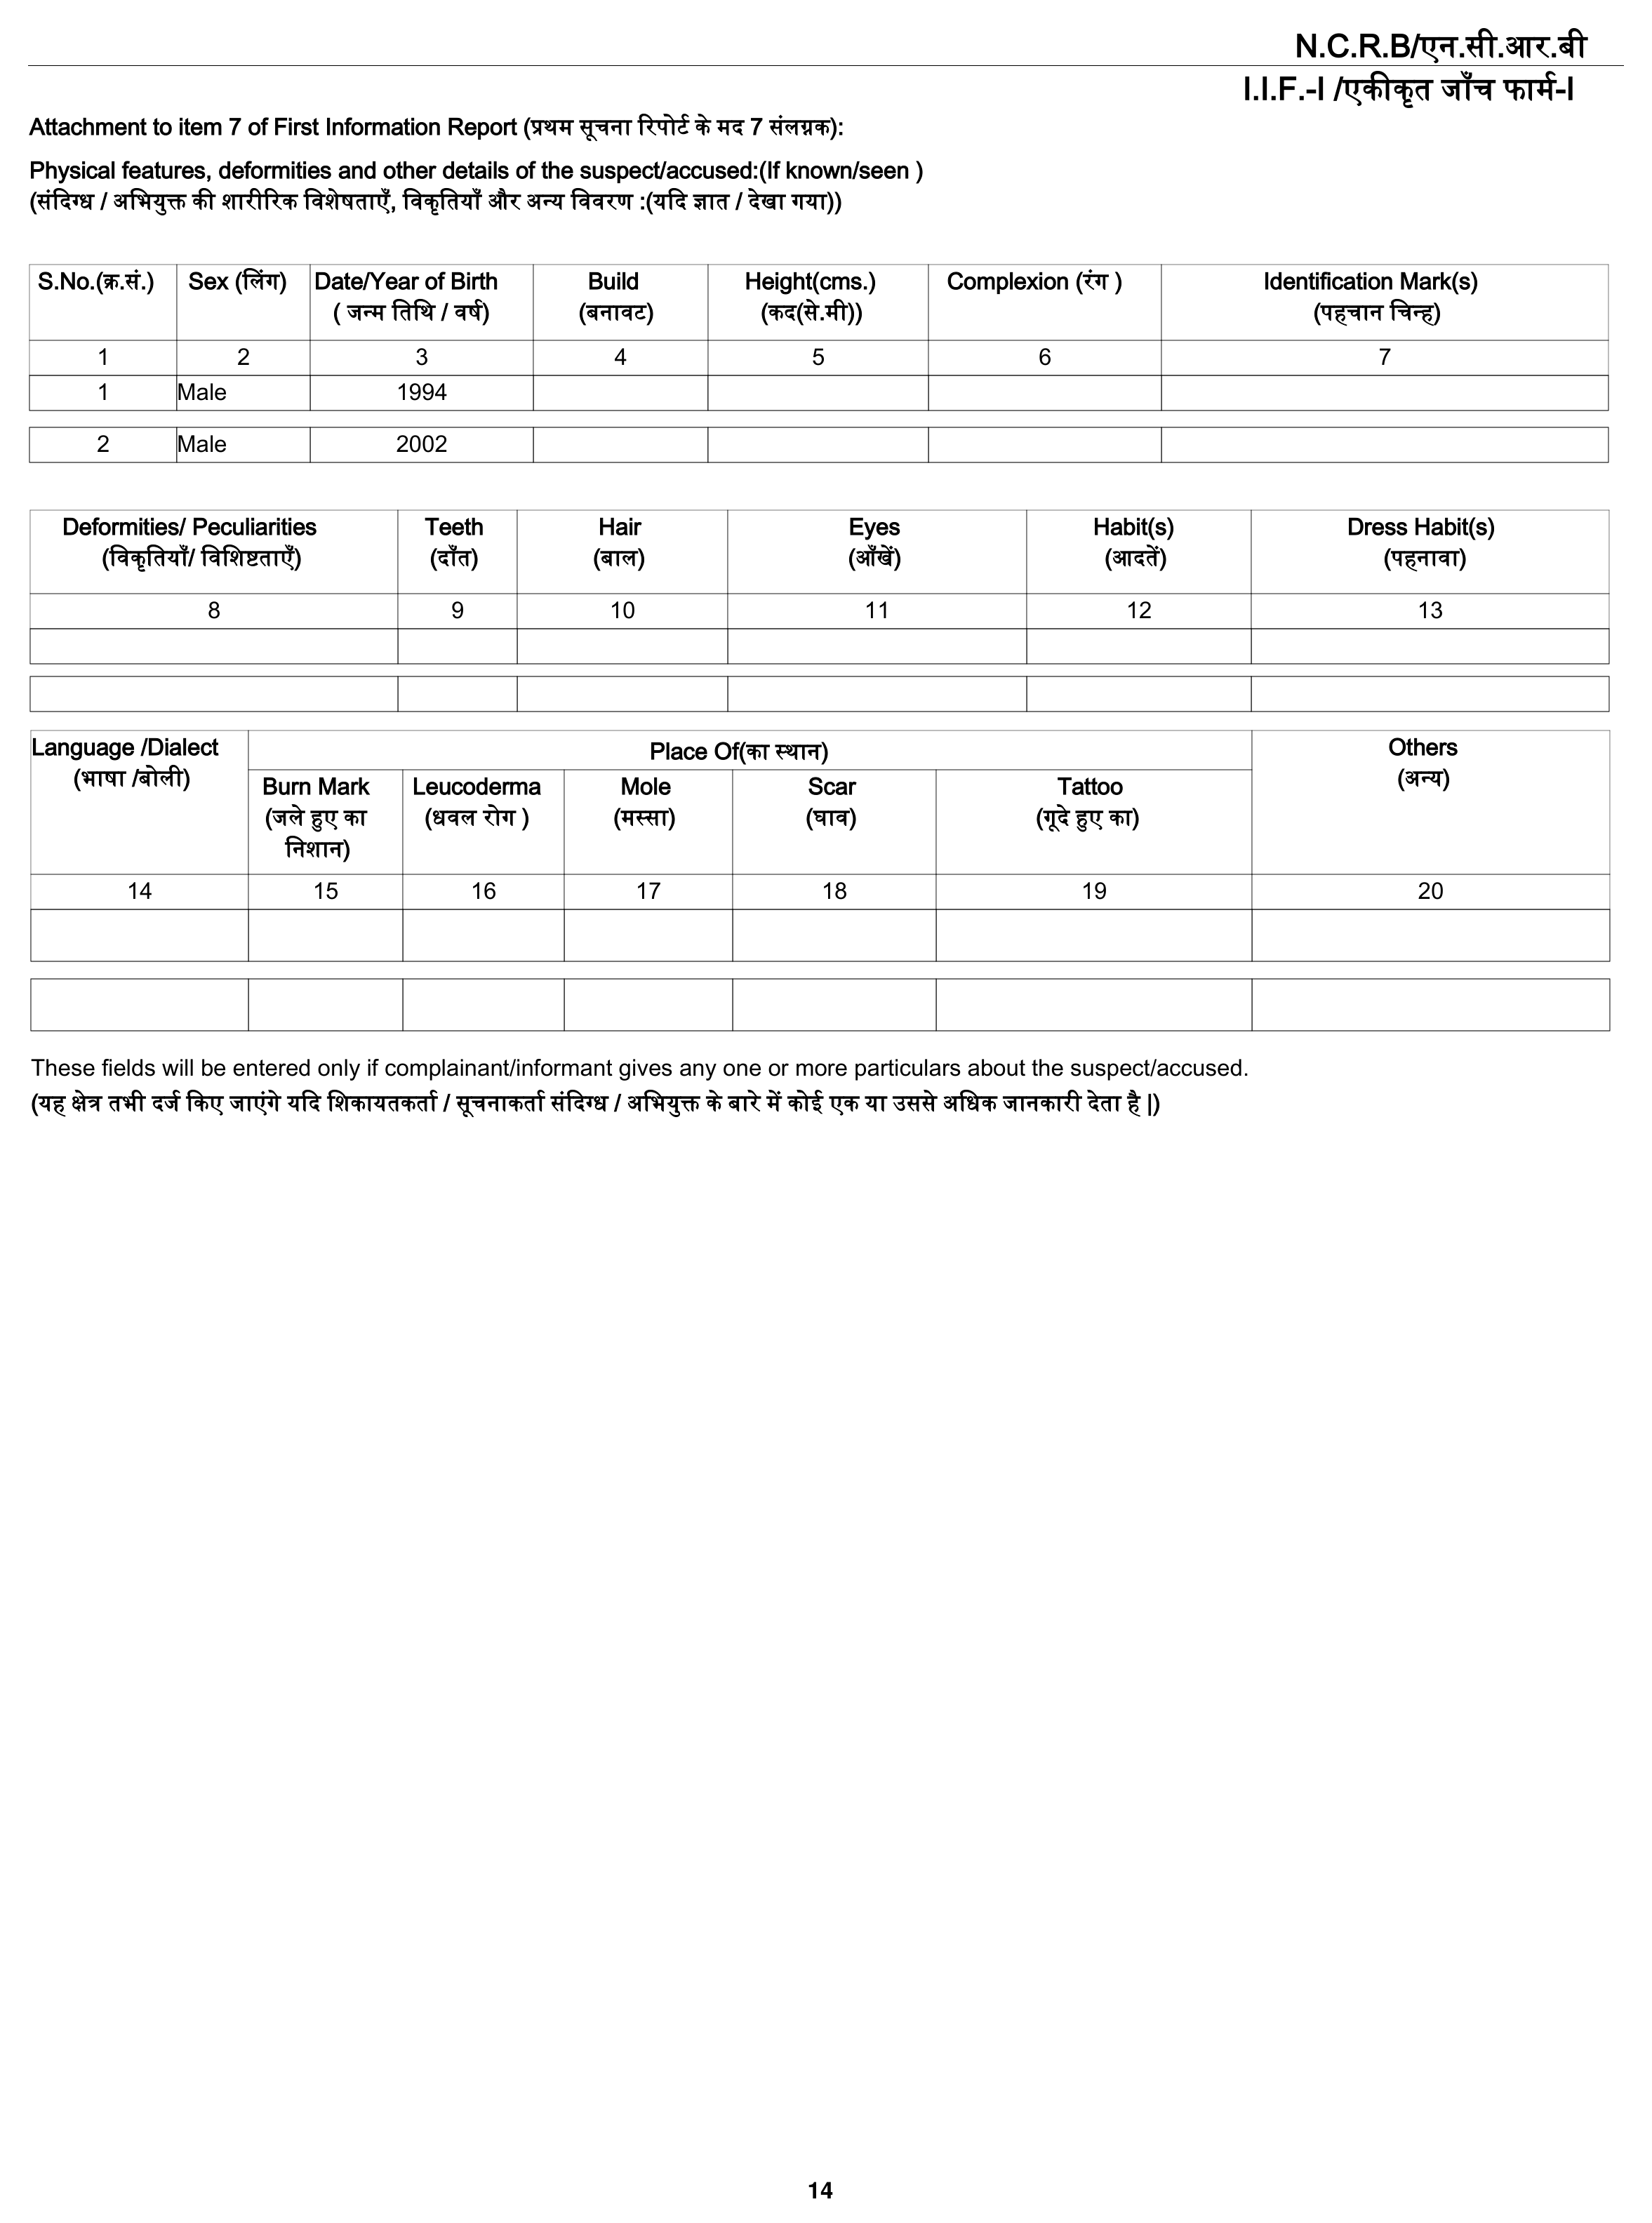 N.C.R.B/एन.सी.आर.बी
I.I.F.-I /एकीकृत जाँच फार्म-I
Attachment to item 7 of First Information Report (प्रथम सूचना रिपोर्ट के मद 7 संलग्नक):
Physical features, deformities and other details of the suspect/accused:(If known/seen )
(संदिग्ध / अभियुक्त की शारीरिक विशेषताएँ, विकृतियाँ और अन्य विवरण :(यदि ज्ञात / देखा गया))
S.No.(क्र.सं.) Sex (लिंग) Date/Year of Birth Build Height(cms.) Complexion (रंग ) Identification Mark(s)
( जन्म तिथि / वर्ष) (बनावट) (कद(से.मी)) (पहचान चिन्ह)
1 2 3 4 5 6 7
1 Male 1994
2 Male 2002
Deformities/ Peculiarities Teeth Hair Eyes Habit(s) Dress Habit(s)
(विकृतियाँ/ विशिष्टताएँ) (दाँत) (बाल) (आँखें) (आदतें) (पहनावा)
8 9 10 11 12 13
Language /Dialect Place Of(का स्थान) Others
(भाषा /बोली) (अन्य)
Burn Mark Leucoderma Mole Scar Tattoo
(जले हुए का (धवल रोग ) (मस्सा) (घाव) (गूदे हुए का)
निशान)
14 15 16 17 18 19 20
These fields will be entered only if complainant/informant gives any one or more particulars about the suspect/accused.
(यह क्षेत्र तभी दर्ज किए जाएंगे यदि शिकायतकर्ता / सूचनाकर्ता संदिग्ध / अभियुक्त के बारे में कोई एक या उससे अधिक जानकारी देता है |)
14